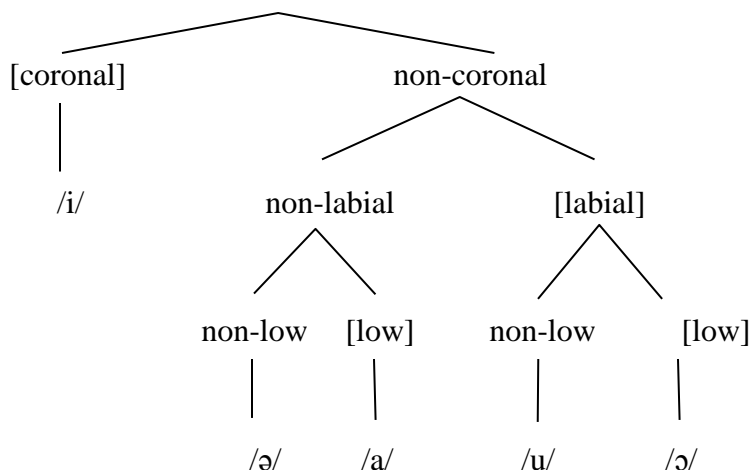 [coronal] non-coronal
/i/ non-labial [labial]
non-low [low] non-low [low]
/ə/ /a/ /u/ /ɔ/